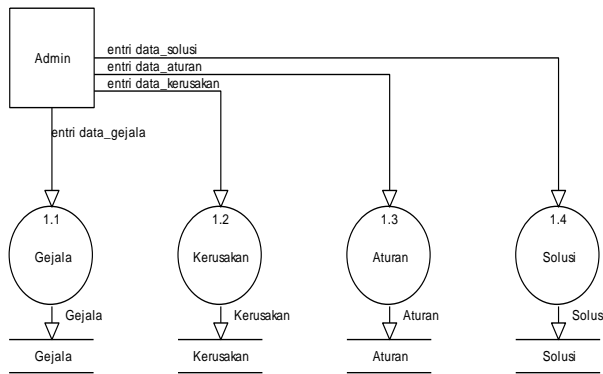 Admin
entri data_solusi
entri data_aturan
entri data_kerusakan
entri data_gejala
1.1
Gejala
1.2
Kerusakan
1.3
Aturan
1.4
Solusi
Gejala
Kerusakan
Aturan
Solus
Gejala
Kerusakan
Aturan
Solusi